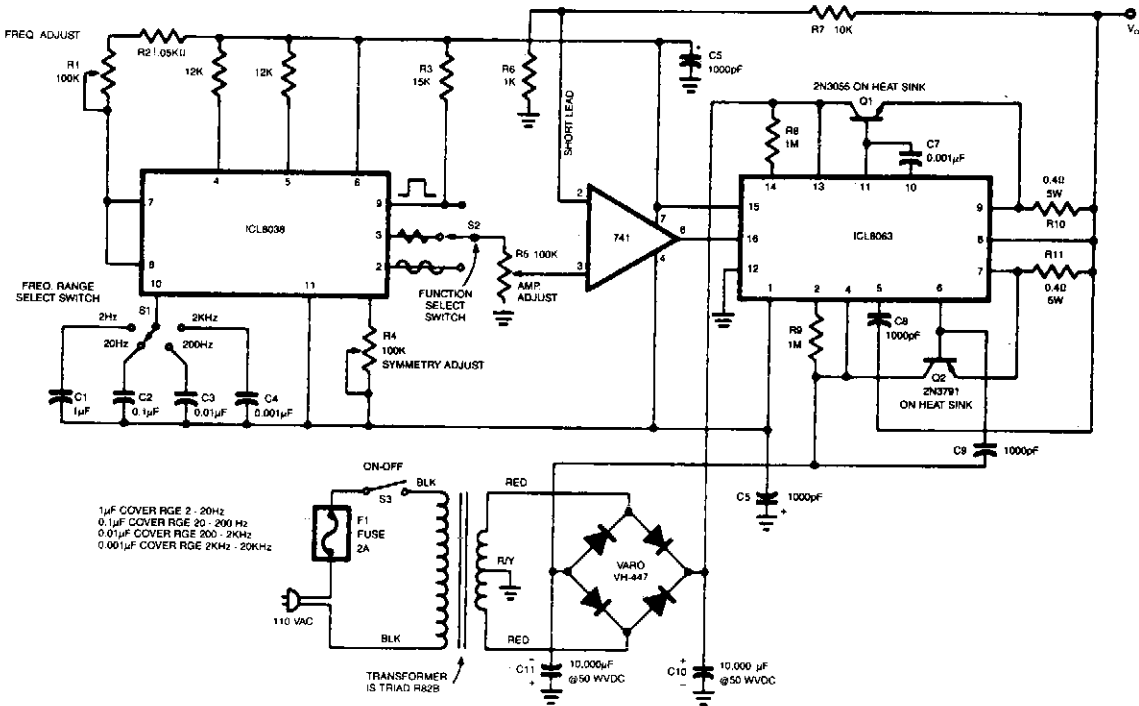 FREQ. ADJUST
R1
100K
R2 1.05KΩ
12K
12K
R3
15K
R6
1K
R7 10K
Vo
C5
1000pF
SHORT LEAD
2N3055 ON HEAT SINK
Q1
R8
1M
C7
0.001μF
4
5
6
7
8
9
3
2
10
11
ICL8038
S2
R5 100K
AMP.
ADJUST
FUNCTION
SELECT
SWITCH
2
3
741
7
6
4
14
13
11
10
15
16
12
1
2
4
5
6
7
8
9
ICL8063
0.4Ω
5W
R10
R11
0.4Ω
5W
FREQ. RANGE
SELECT SWITCH
S1
2Hz
2KHz
20Hz
200Hz
C1
1μF
C2
0.1μF
C3
0.01μF
C4
0.001μF
R4
100K
SYMMETRY ADJUST
R9
1M
C8
1000pF
Q2
2N3791
ON HEAT SINK
C9
1000pF
C5
1000pF
1μF COVER RGE 2 - 20Hz
0.1μF COVER RGE 20 - 200 Hz
0.01μF COVER RGE 200 - 2KHz
0.001μF COVER RGE 2KHz - 20KHz
ON-OFF
S3
BLK
F1
FUSE
2A
110 VAC
BLK
RED
R/Y
RED
VARO
VH-447
TRANSFORMER
IS TRIAD R82B
C11
10,000μF
@50 WVDC
C10
10,000 μF
@50 WVDC